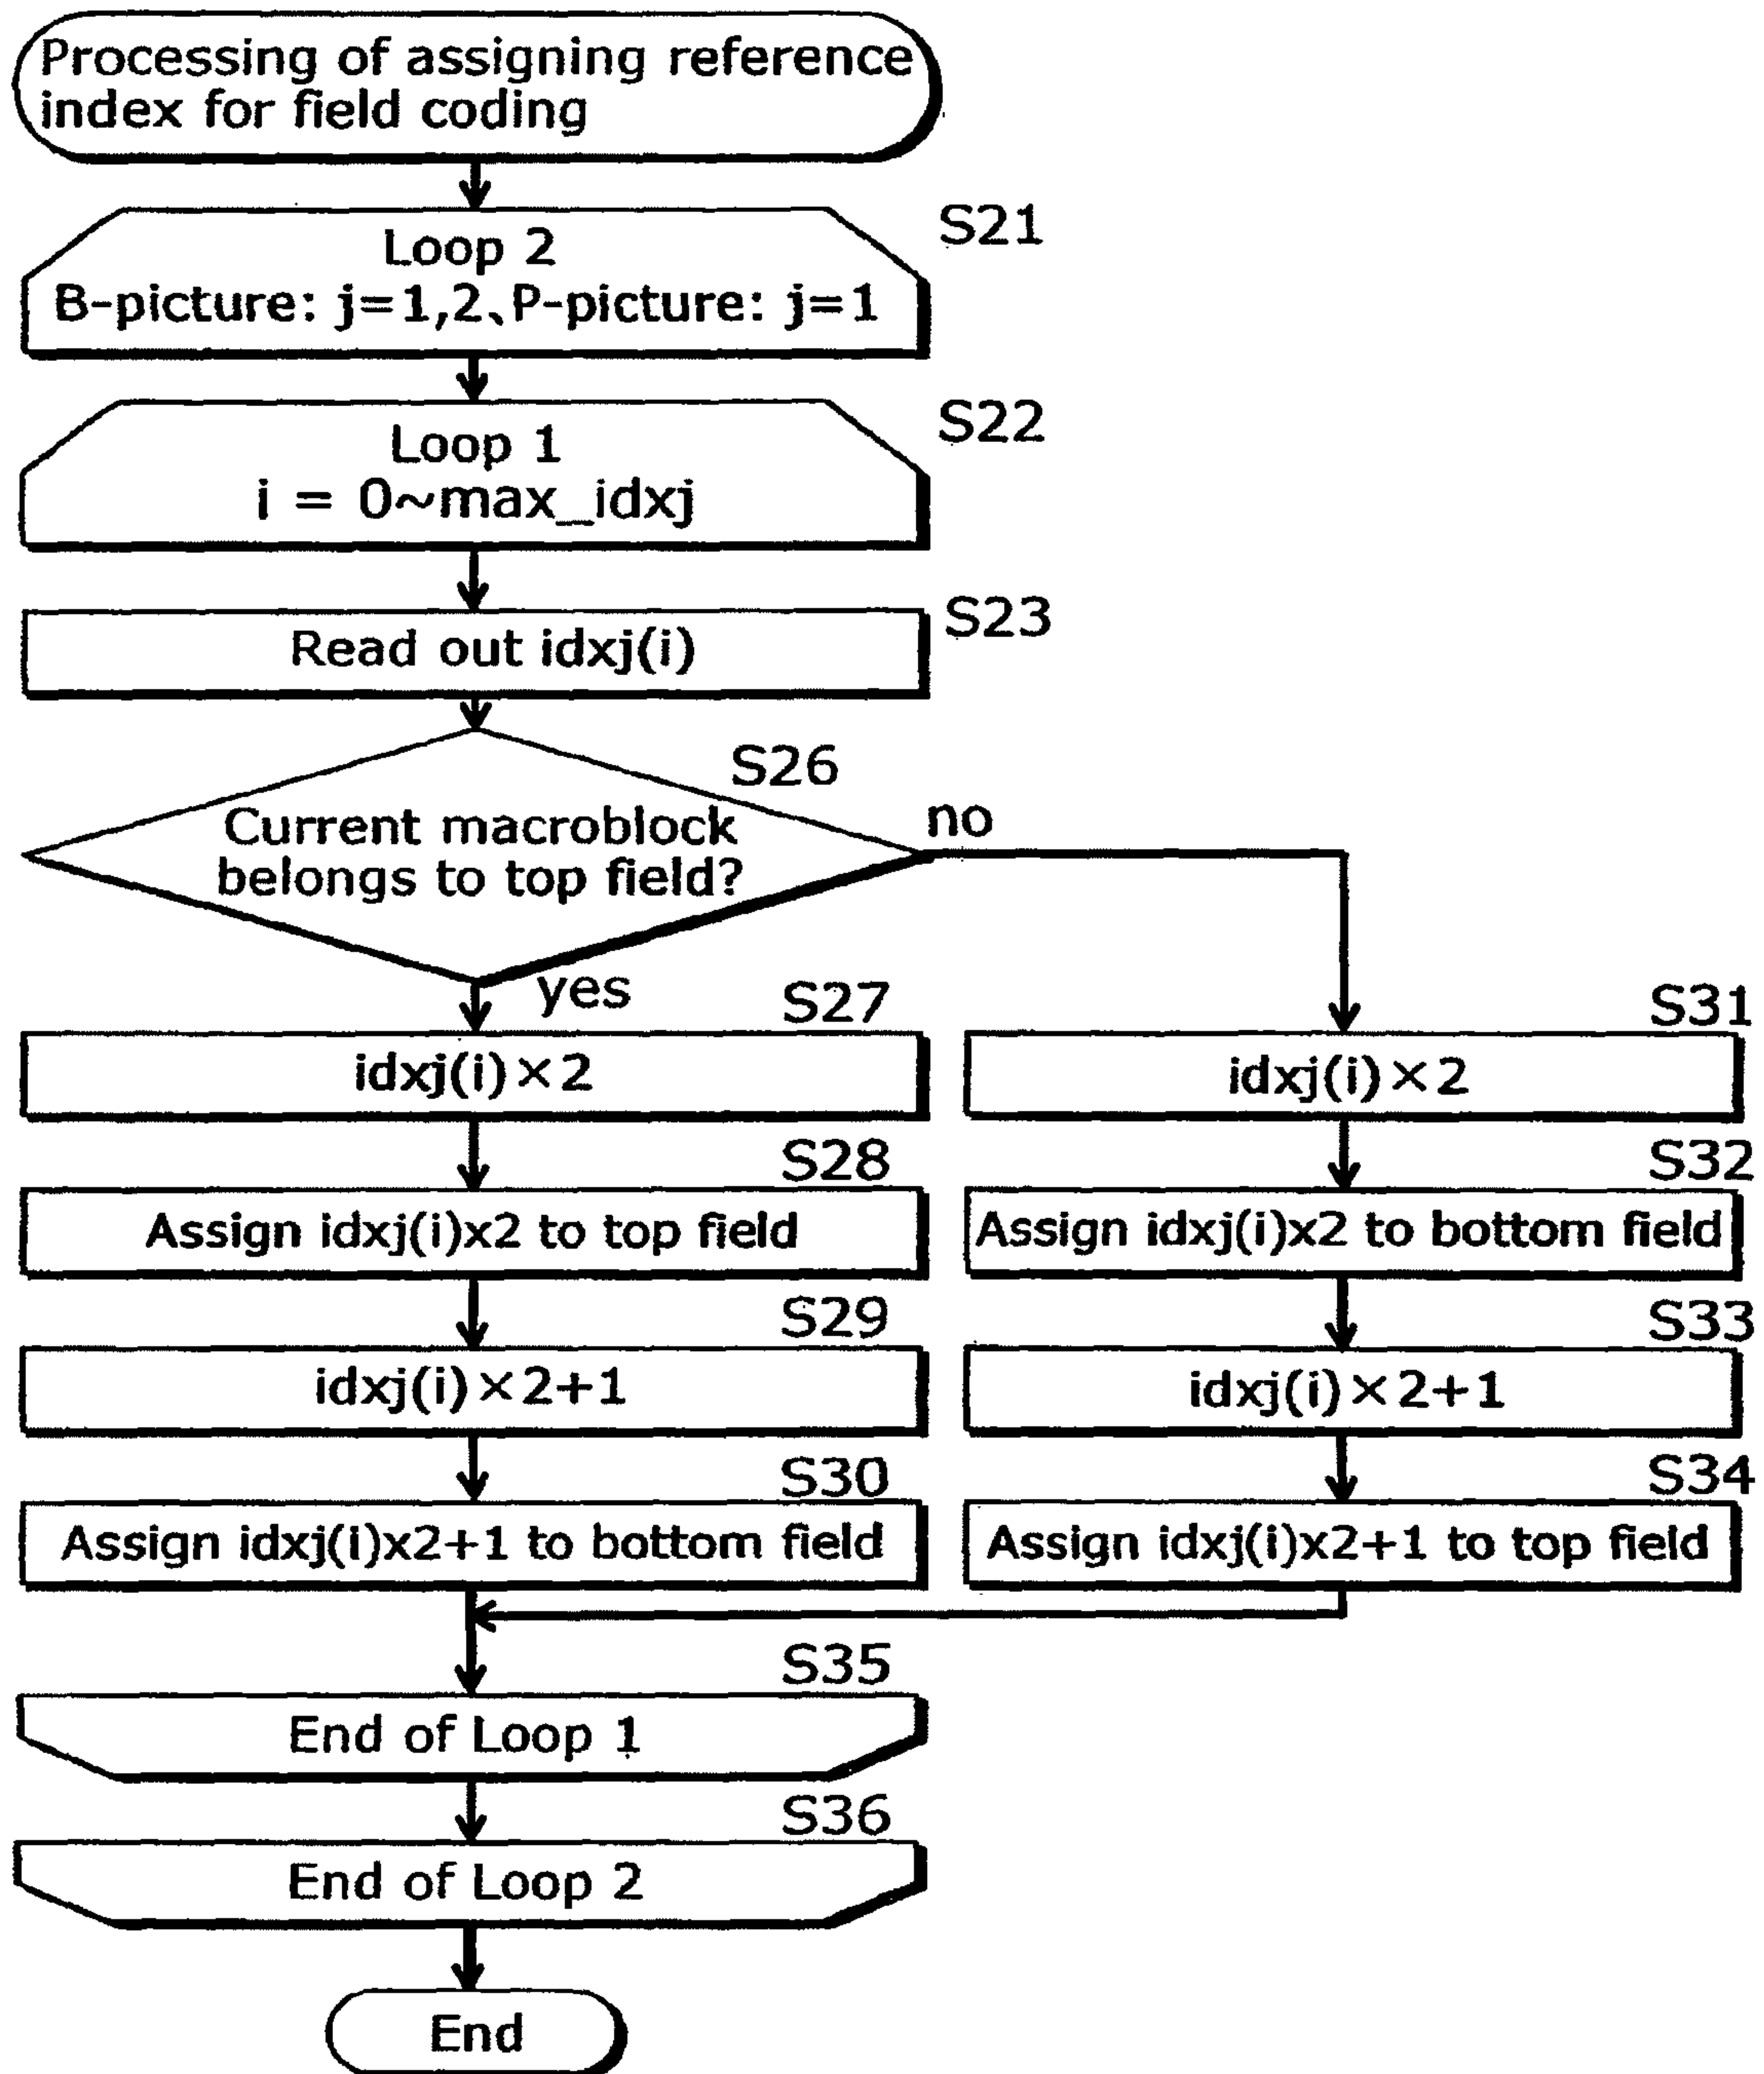 Processing of assigning reference
index for field coding
S21
Loop 2
B-picture: j=1,2、P-picture: j=1
S22
Loop 1
i = 0~max_idxj
S23
Read out idxj(i)
S26
Current macroblock
belongs to top field?
no
yes
S27
idxj(i)×2
S31
idxj(i)×2
S28
Assign idxj(i)x2 to top field
S32
Assign idxj(i)x2 to bottom field
S29
idxj(i)×2+1
S33
idxj(i)×2+1
S30
Assign idxj(i)x2+1 to bottom field
S34
Assign idxj(i)x2+1 to top field
S35
End of Loop 1
S36
End of Loop 2
End